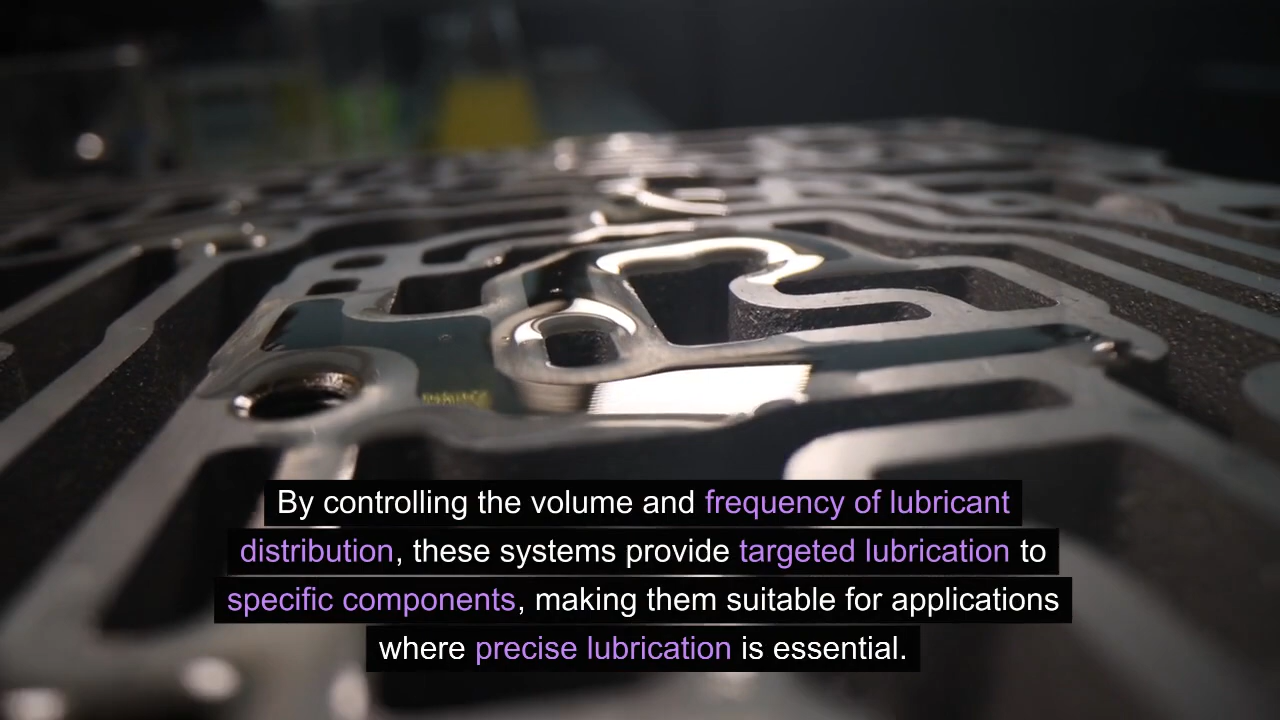 By controlling the volume and frequency of lubricant
distribution, these systems provide targeted lubrication to
specific components, making them suitable for applications
where precise lubrication is essential.